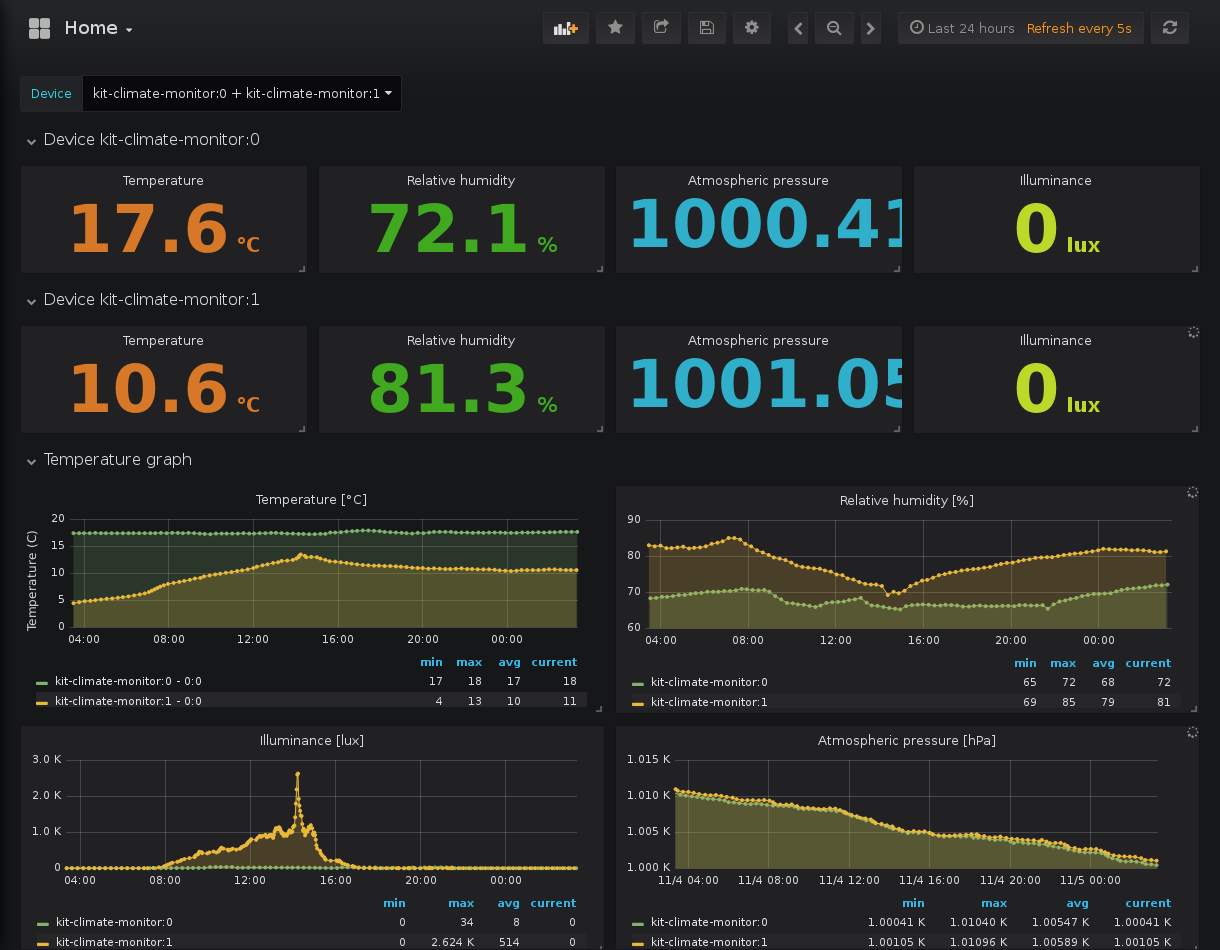 Home
Last 24 hours Refresh every 5s
Device kit-climate-monitor:0 + kit-climate-monitor:1
Device kit-climate-monitor:0
Temperature Relative humidity Atmospheric pressure Illuminance
17.6 °C 72.1 % 1000.41 0 lux
Device kit-climate-monitor:1
Temperature Relative humidity Atmospheric pressure Illuminance
10.6 °C 81.3 % 1001.05 0 lux
Temperature graph
Temperature [°C]
Temperature (C)
20
15
10
5
0
04:00 08:00 12:00 16:00 20:00 00:00
min max avg current
kit-climate-monitor:0 - 0:0 17 18 17 18
kit-climate-monitor:1 - 0:0 4 13 10 11
Relative humidity [%]
90
80
70
60
04:00 08:00 12:00 16:00 20:00 00:00
min max avg current
kit-climate-monitor:0 65 72 68 72
kit-climate-monitor:1 69 85 79 81
Illuminance [lux]
3.0 K
2.0 K
1.0 K
0
04:00 08:00 12:00 16:00 20:00 00:00
min max avg current
kit-climate-monitor:0 0 34 8 0
kit-climate-monitor:1 0 2.624 K 514 0
Atmospheric pressure [hPa]
1.015 K
1.010 K
1.005 K
1.000 K
11/4 04:00 11/4 08:00 11/4 12:00 11/4 16:00 11/4 20:00 11/5 00:00
min max avg current
kit-climate-monitor:0 1.00041 K 1.01040 K 1.00547 K 1.00041 K
kit-climate-monitor:1 1.00105 K 1.01096 K 1.00589 K 1.00105 K